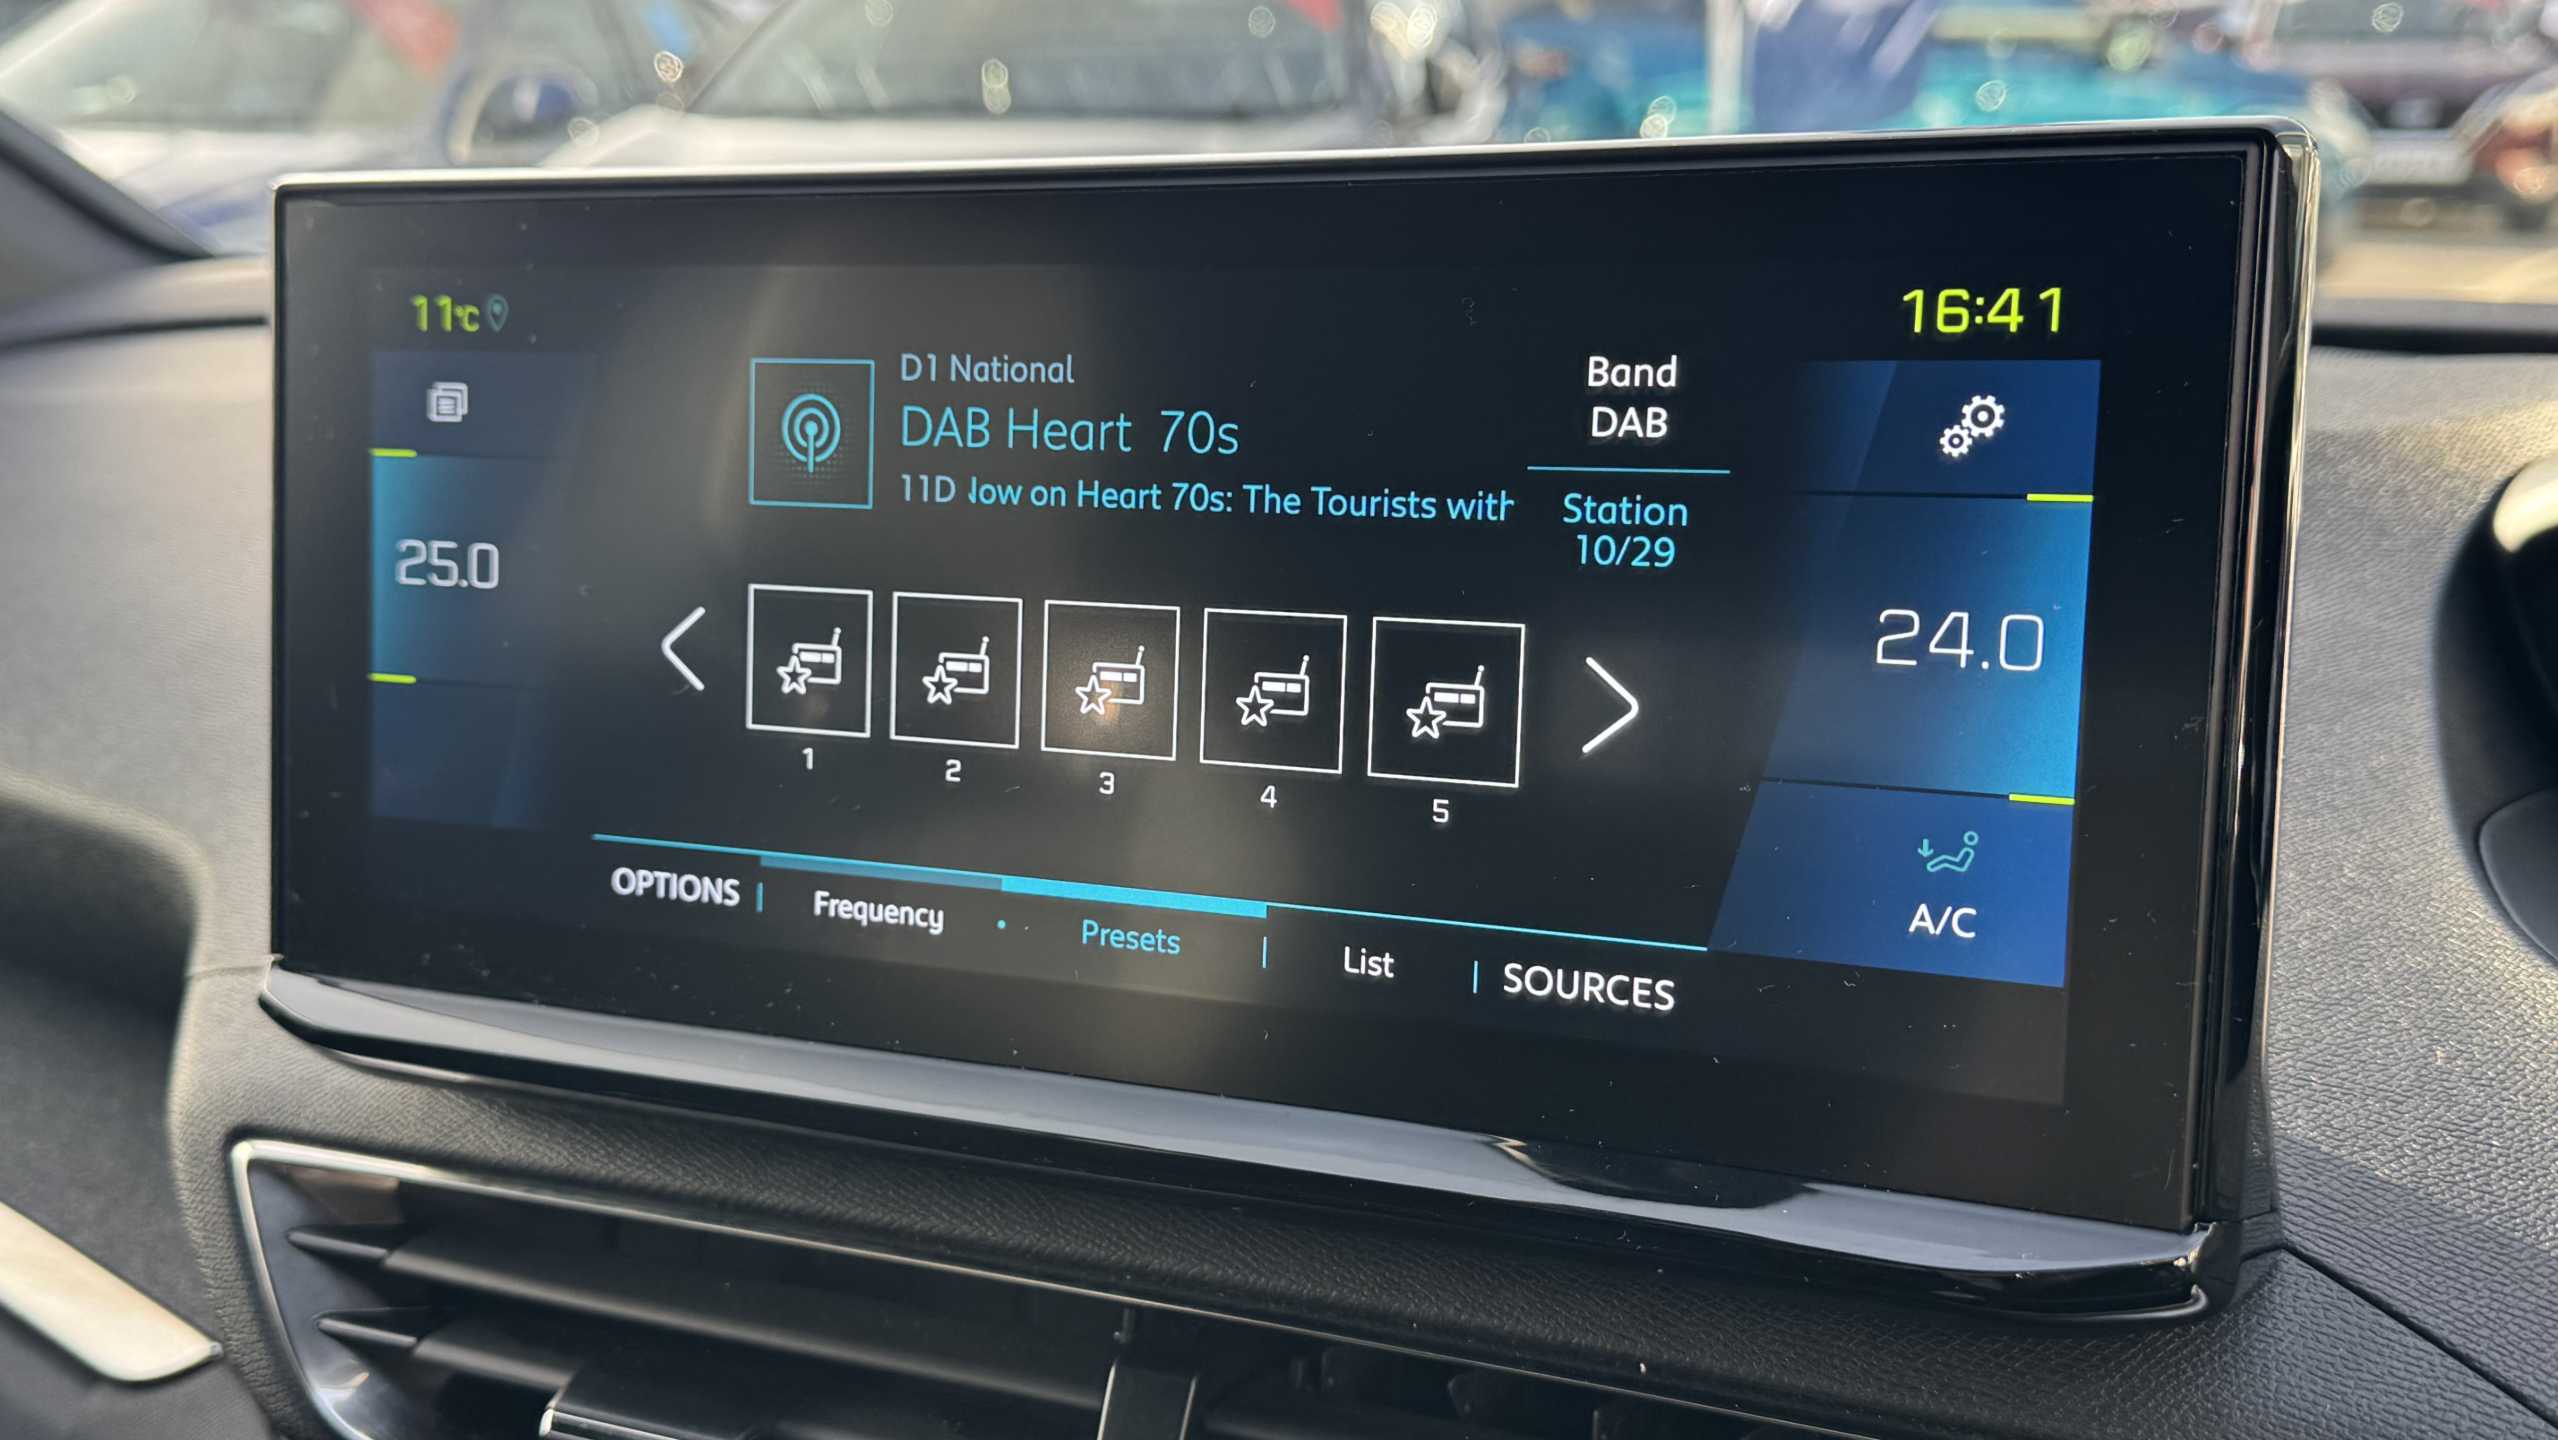 11°C
16:41
D1 National
DAB Heart 70s
11D low on Heart 70s: The Tourists with
Band
DAB
Station
10/29
25.0
24.0
1
2
3
4
5
A/C
OPTIONS
Frequency
Presets
List
SOURCES